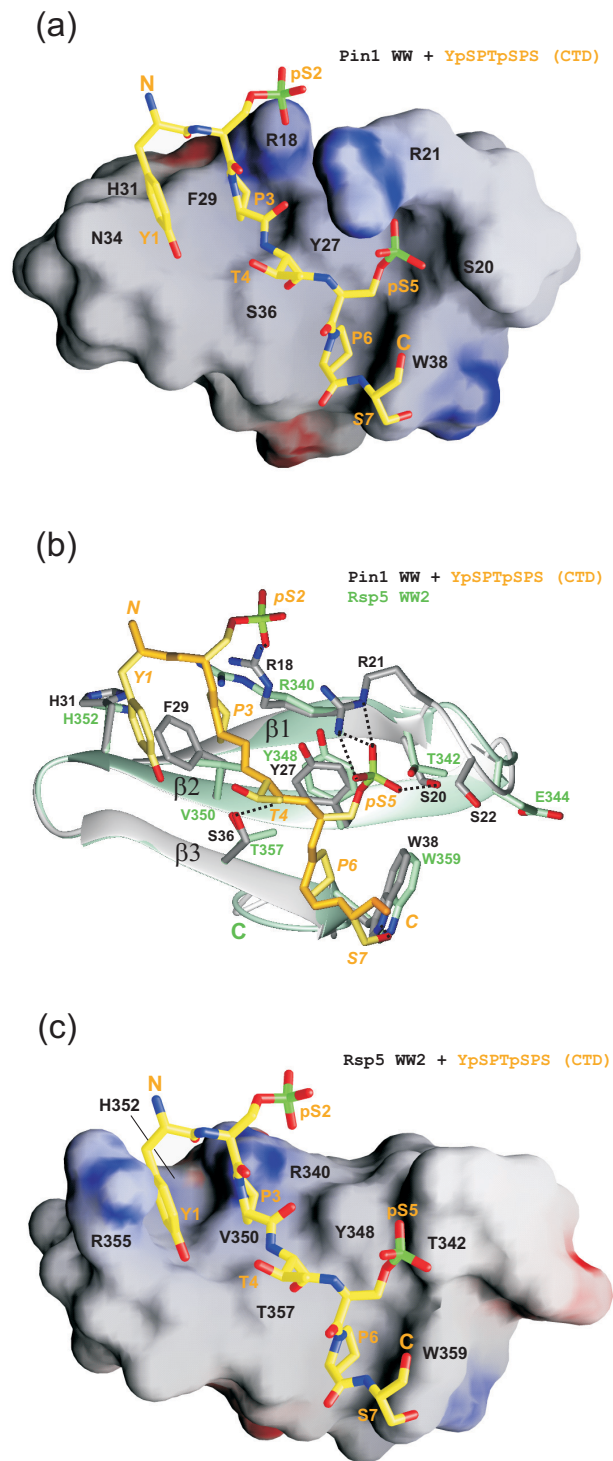 (a)
Pin1 WW + YpSPTpSPS (CTD)
N
pS2
R18
R21
H31
F29
P3
N34
Y1
Y27
T4
S20
pS5
S36
P6
C
W38
S7
(b)
Pin1 WW + YpSPTpSPS (CTD)
Rsp5 WW2
N
pS2
R18
R21
Y1
R340
H31
F29
P3
H352
β1
Y348
T342
β2
Y27
pS5
S20
E344
V350
T4
S22
S36
β3
T357
W38
P6
W359
C
C
S7
(c)
Rsp5 WW2 + YpSPTpSPS (CTD)
N
H352
pS2
R340
P3
Y1
pS5
R355
V350
Y348
T342
T4
T357
P6
C
W359
S7